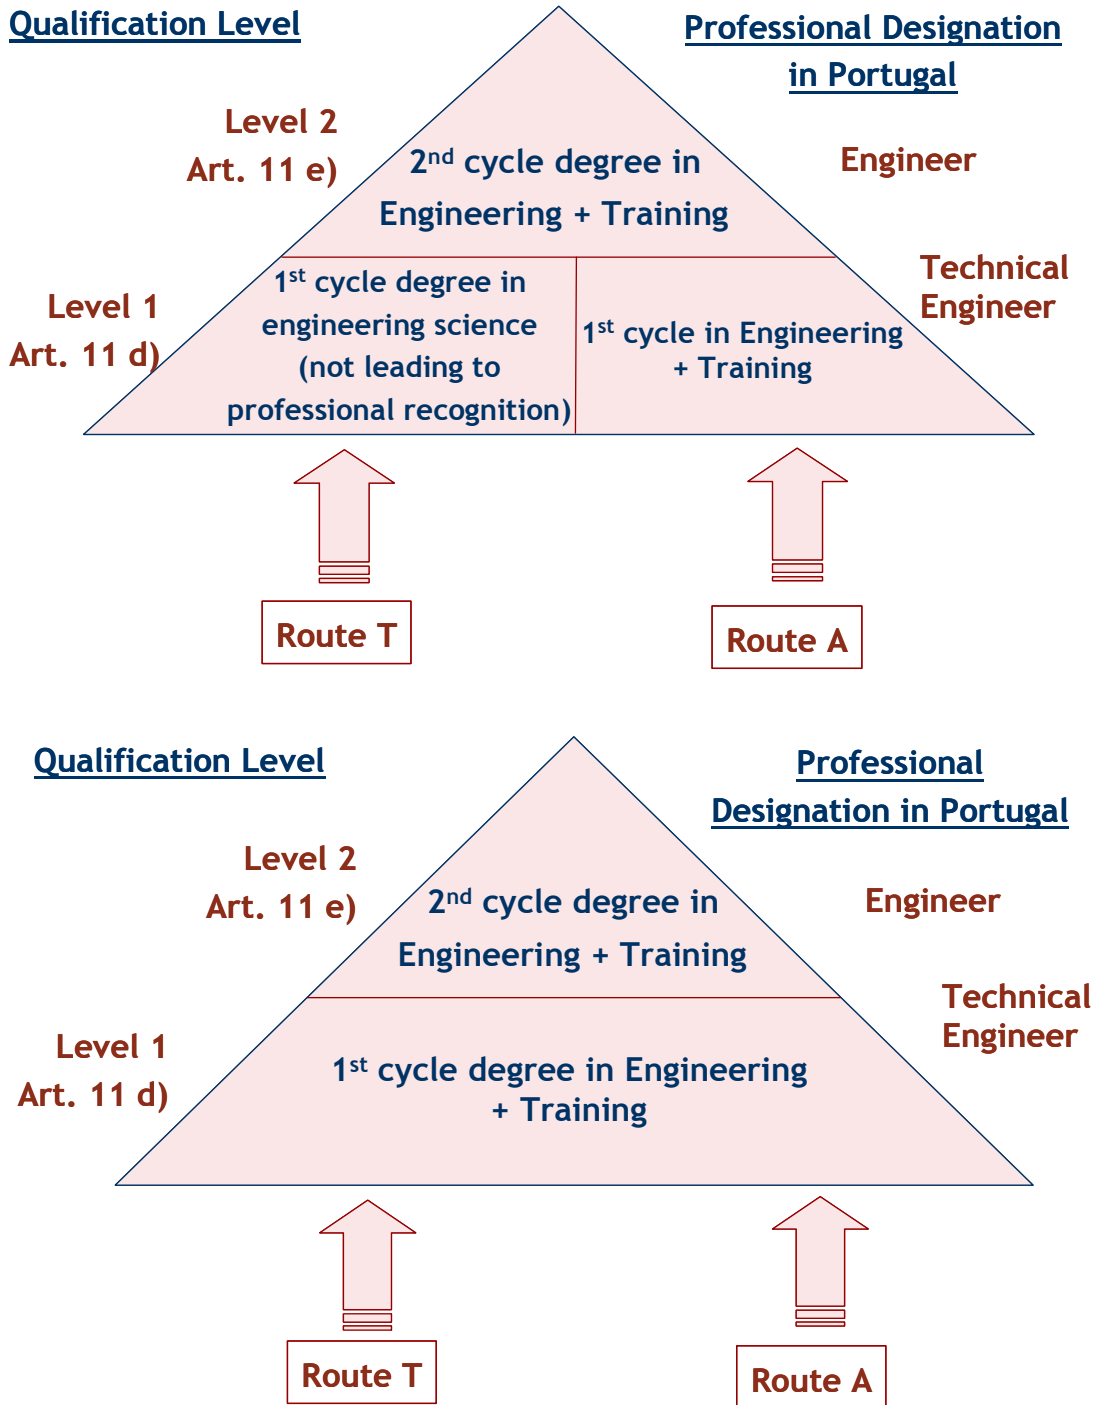 Qualification Level
Professional Designation
in Portugal
Level 2
Art. 11 e)
2nd cycle degree in
Engineering + Training
Engineer
Technical
Engineer
Level 1
Art. 11 d)
1st cycle degree in
engineering science
(not leading to
professional recognition)
1st cycle in Engineering
+ Training
Route T
Route A
Qualification Level
Professional
Designation in Portugal
Level 2
Art. 11 e)
2nd cycle degree in
Engineering + Training
Engineer
Technical
Engineer
Level 1
Art. 11 d)
1st cycle degree in Engineering
+ Training
Route T
Route A